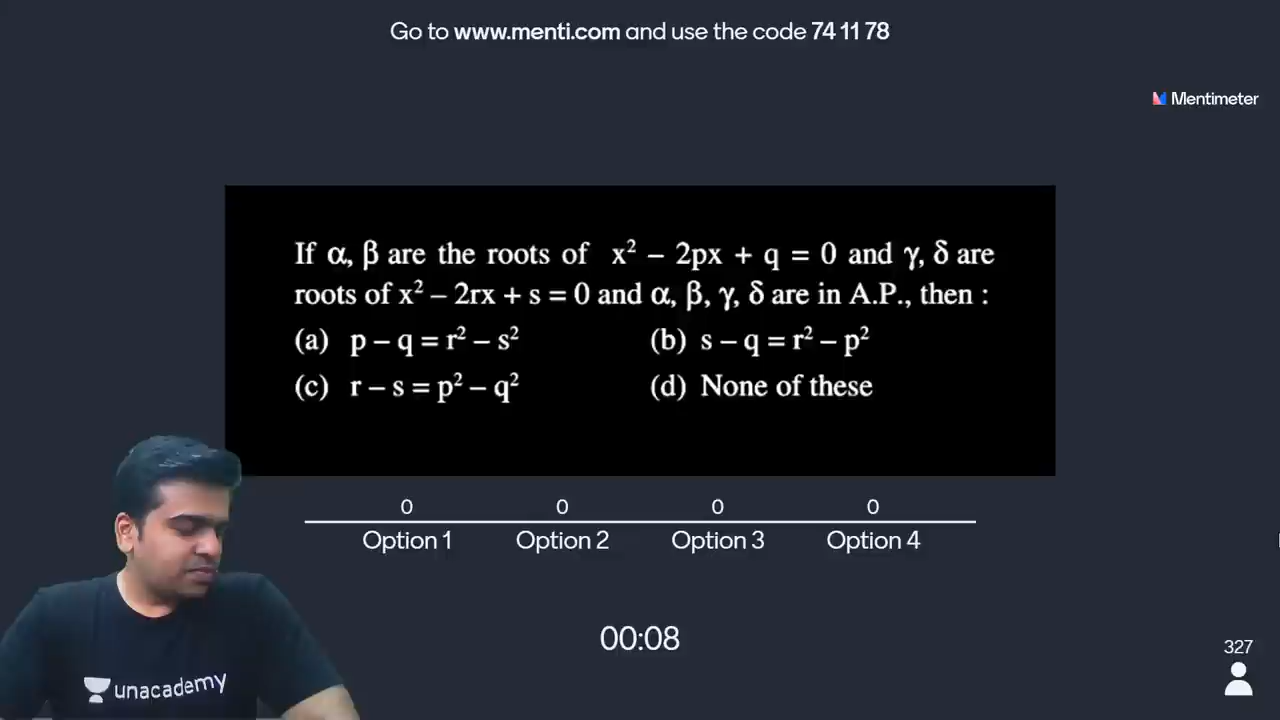 Go to www.menti.com and use the code 74 11 78
Mentimeter
If α, β are the roots of x² – 2px + q = 0 and γ, δ are
roots of x² – 2rx + s = 0 and α, β, γ, δ are in A.P., then :
(a) p – q = r² – s² (b) s – q = r² – p²
(c) r – s = p² – q² (d) None of these
0 0 0 0
Option 1 Option 2 Option 3 Option 4
00:08
327
unacademy